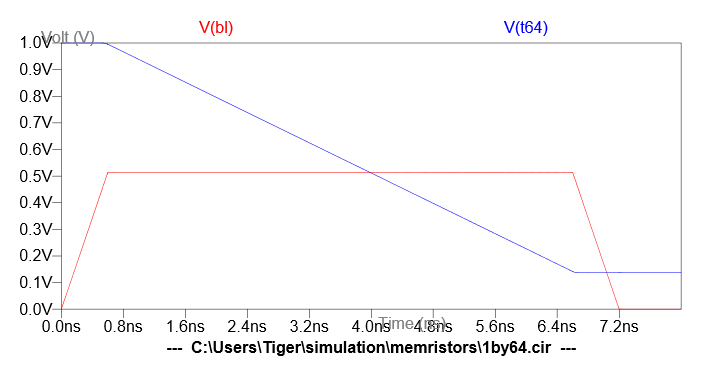 V(bl) V(t64)
Volt (V)
1.0V
0.9V
0.8V
0.7V
0.6V
0.5V
0.4V
0.3V
0.2V
0.1V
0.0V
Time (ns)
0.0ns 0.8ns 1.6ns 2.4ns 3.2ns 4.0ns 4.8ns 5.6ns 6.4ns 7.2ns
--- C:\Users\Tiger\simulation\memristors\1by64.cir ---